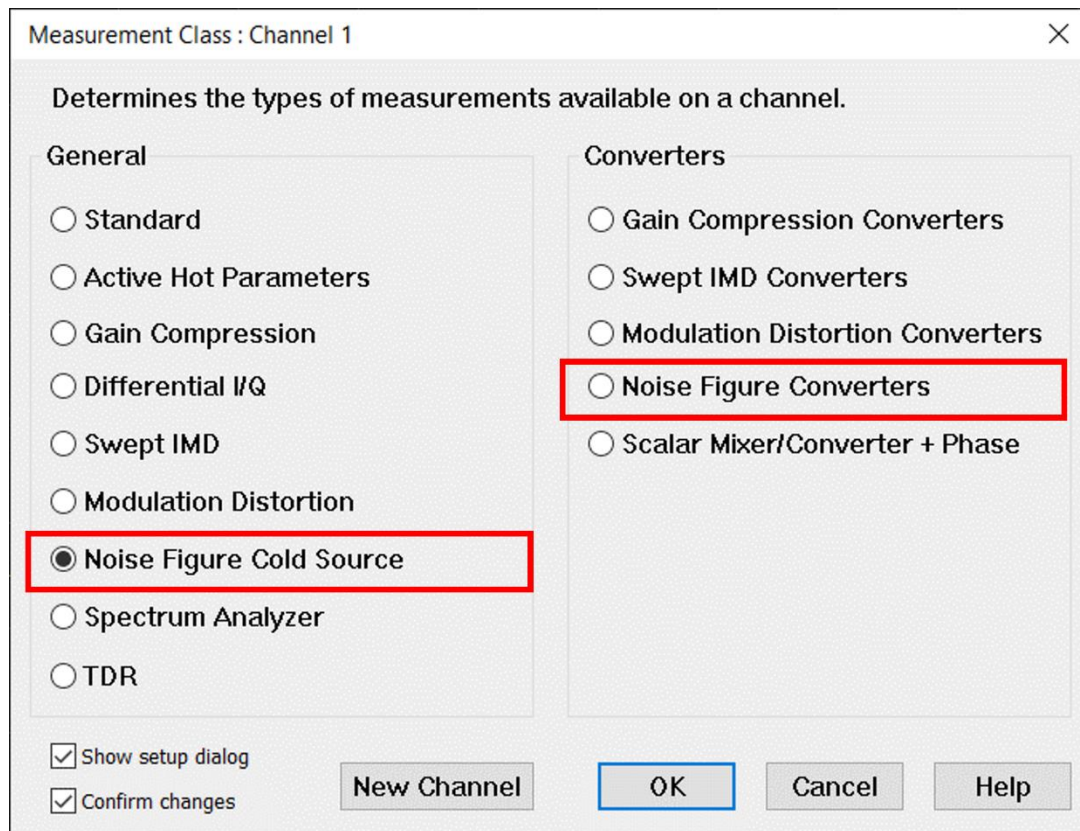 Measurement Class : Channel 1
Determines the types of measurements available on a channel.
General
Standard
Active Hot Parameters
Gain Compression
Differential I/Q
Swept IMD
Modulation Distortion
Noise Figure Cold Source
Spectrum Analyzer
TDR
Converters
Gain Compression Converters
Swept IMD Converters
Modulation Distortion Converters
Noise Figure Converters
Scalar Mixer/Converter + Phase
Show setup dialog
Confirm changes
New Channel
OK
Cancel
Help